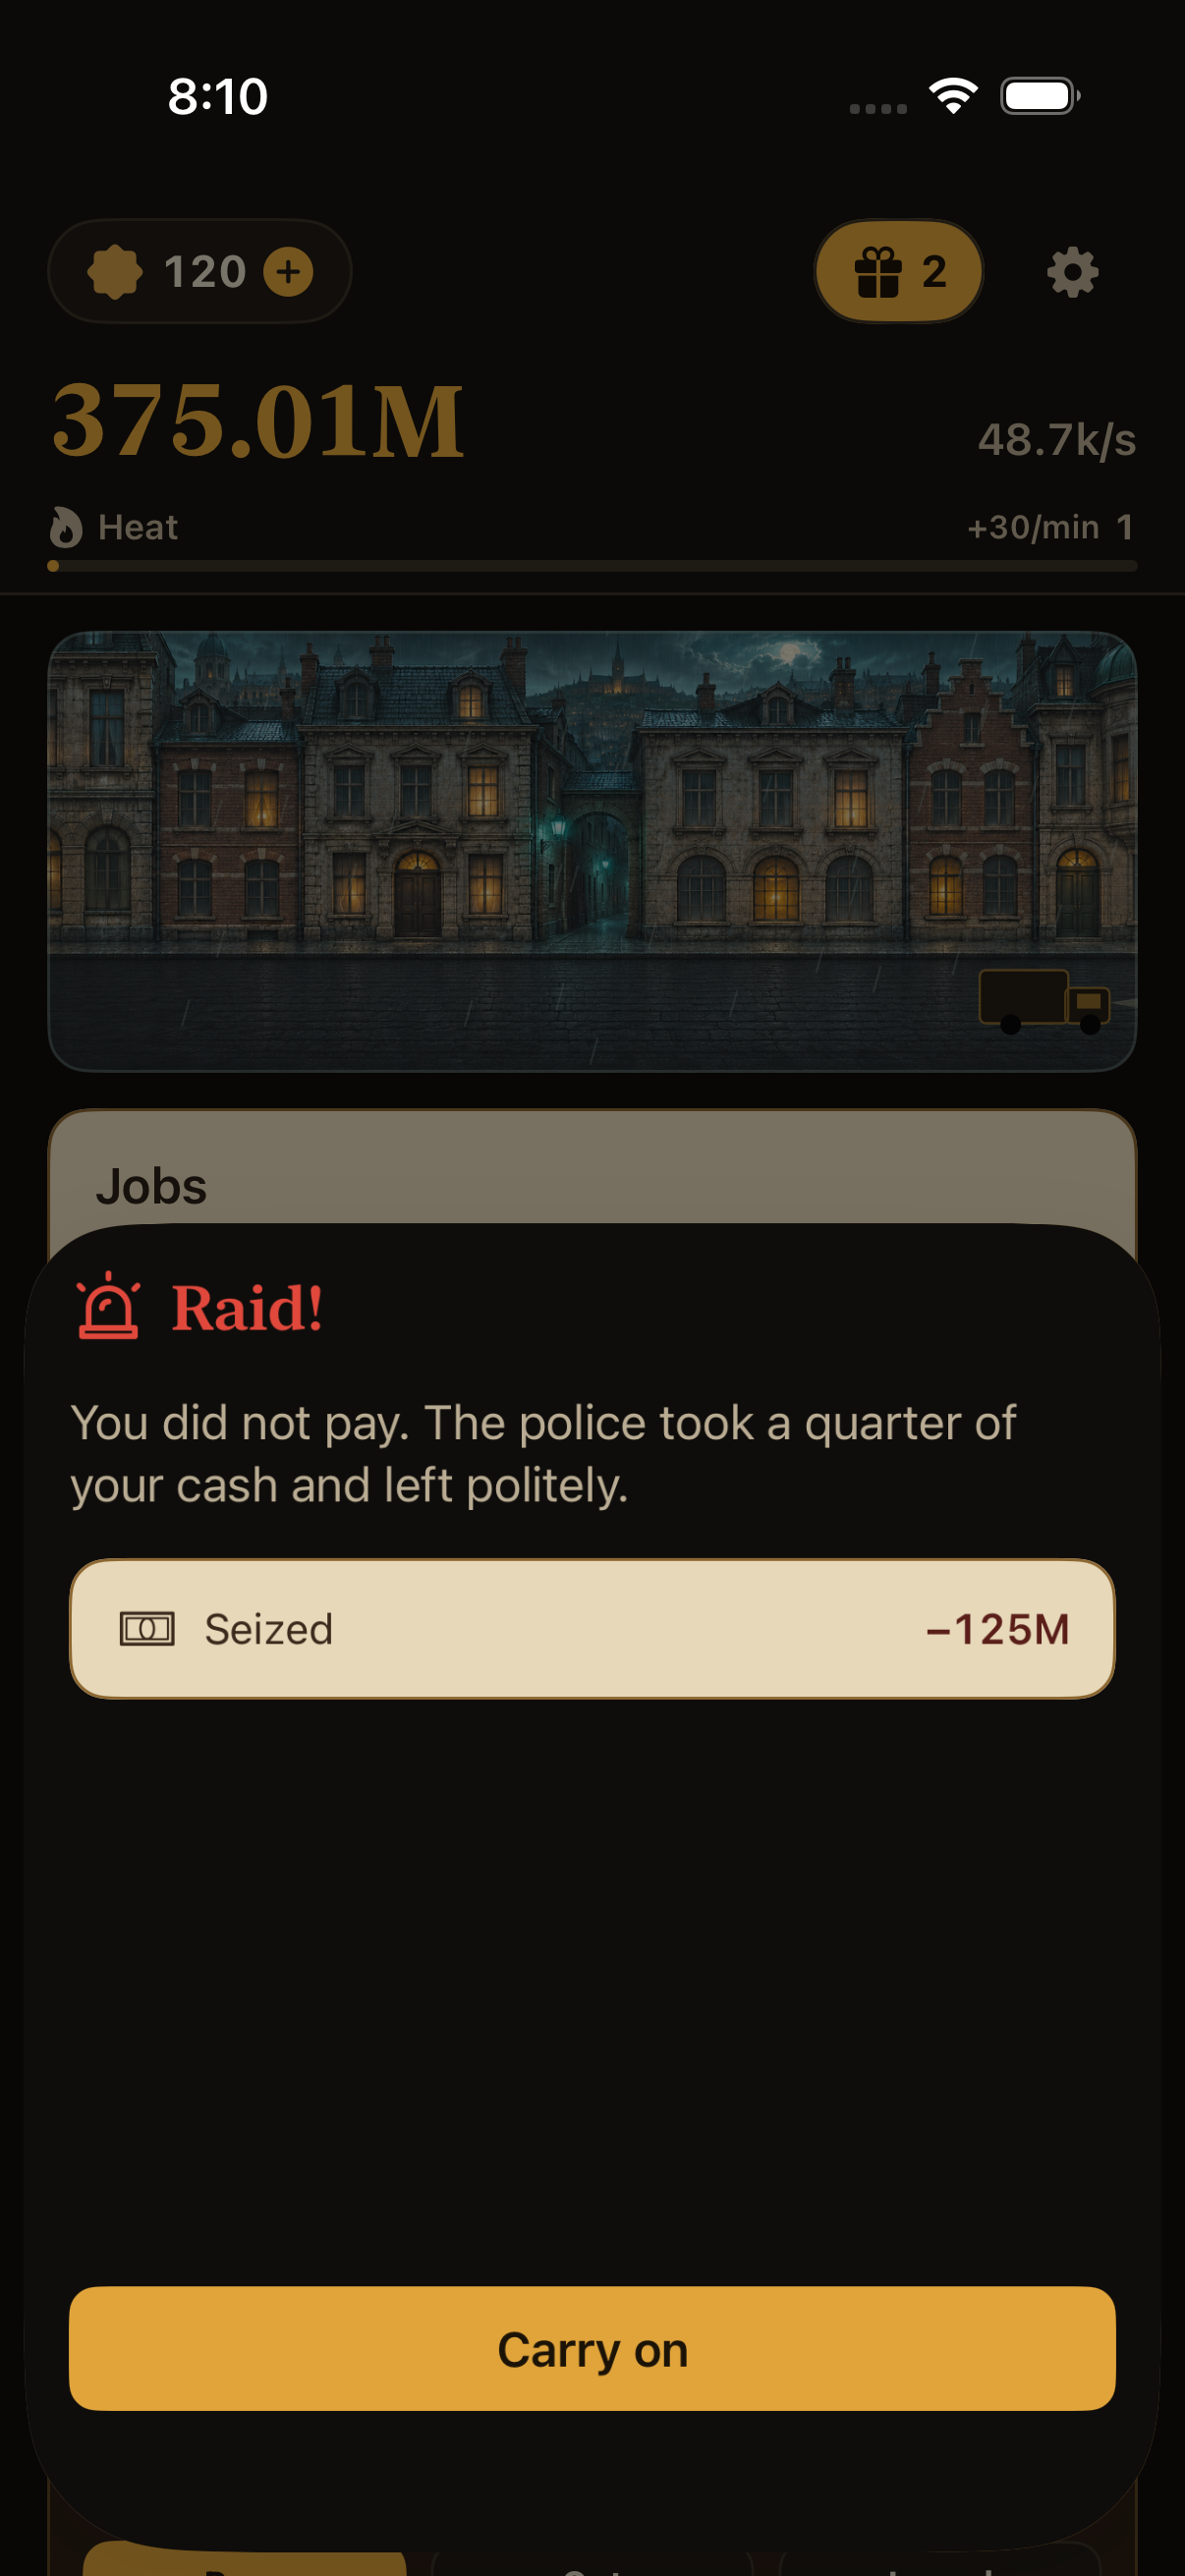 8:10
120
2
375.01M
48.7k/s
Heat
+30/min 1
Jobs
Raid!
You did not pay. The police took a quarter of
your cash and left politely.
Seized
–125M
Carry on